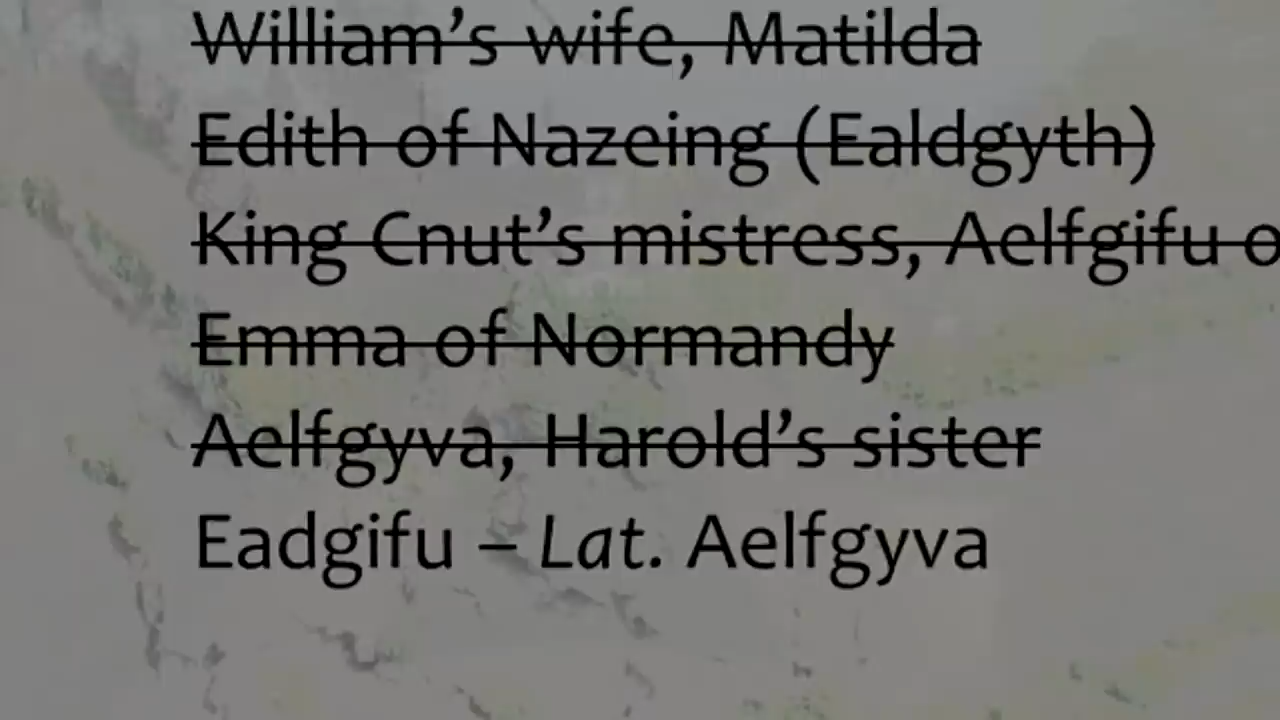 William’s wife, Matilda
Edith of Nazeing (Ealdgyth)
King Cnut’s mistress, Aelfgifu o
Emma of Normandy
Aelfgyva, Harold’s sister
Eadgifu – Lat. Aelfgyva